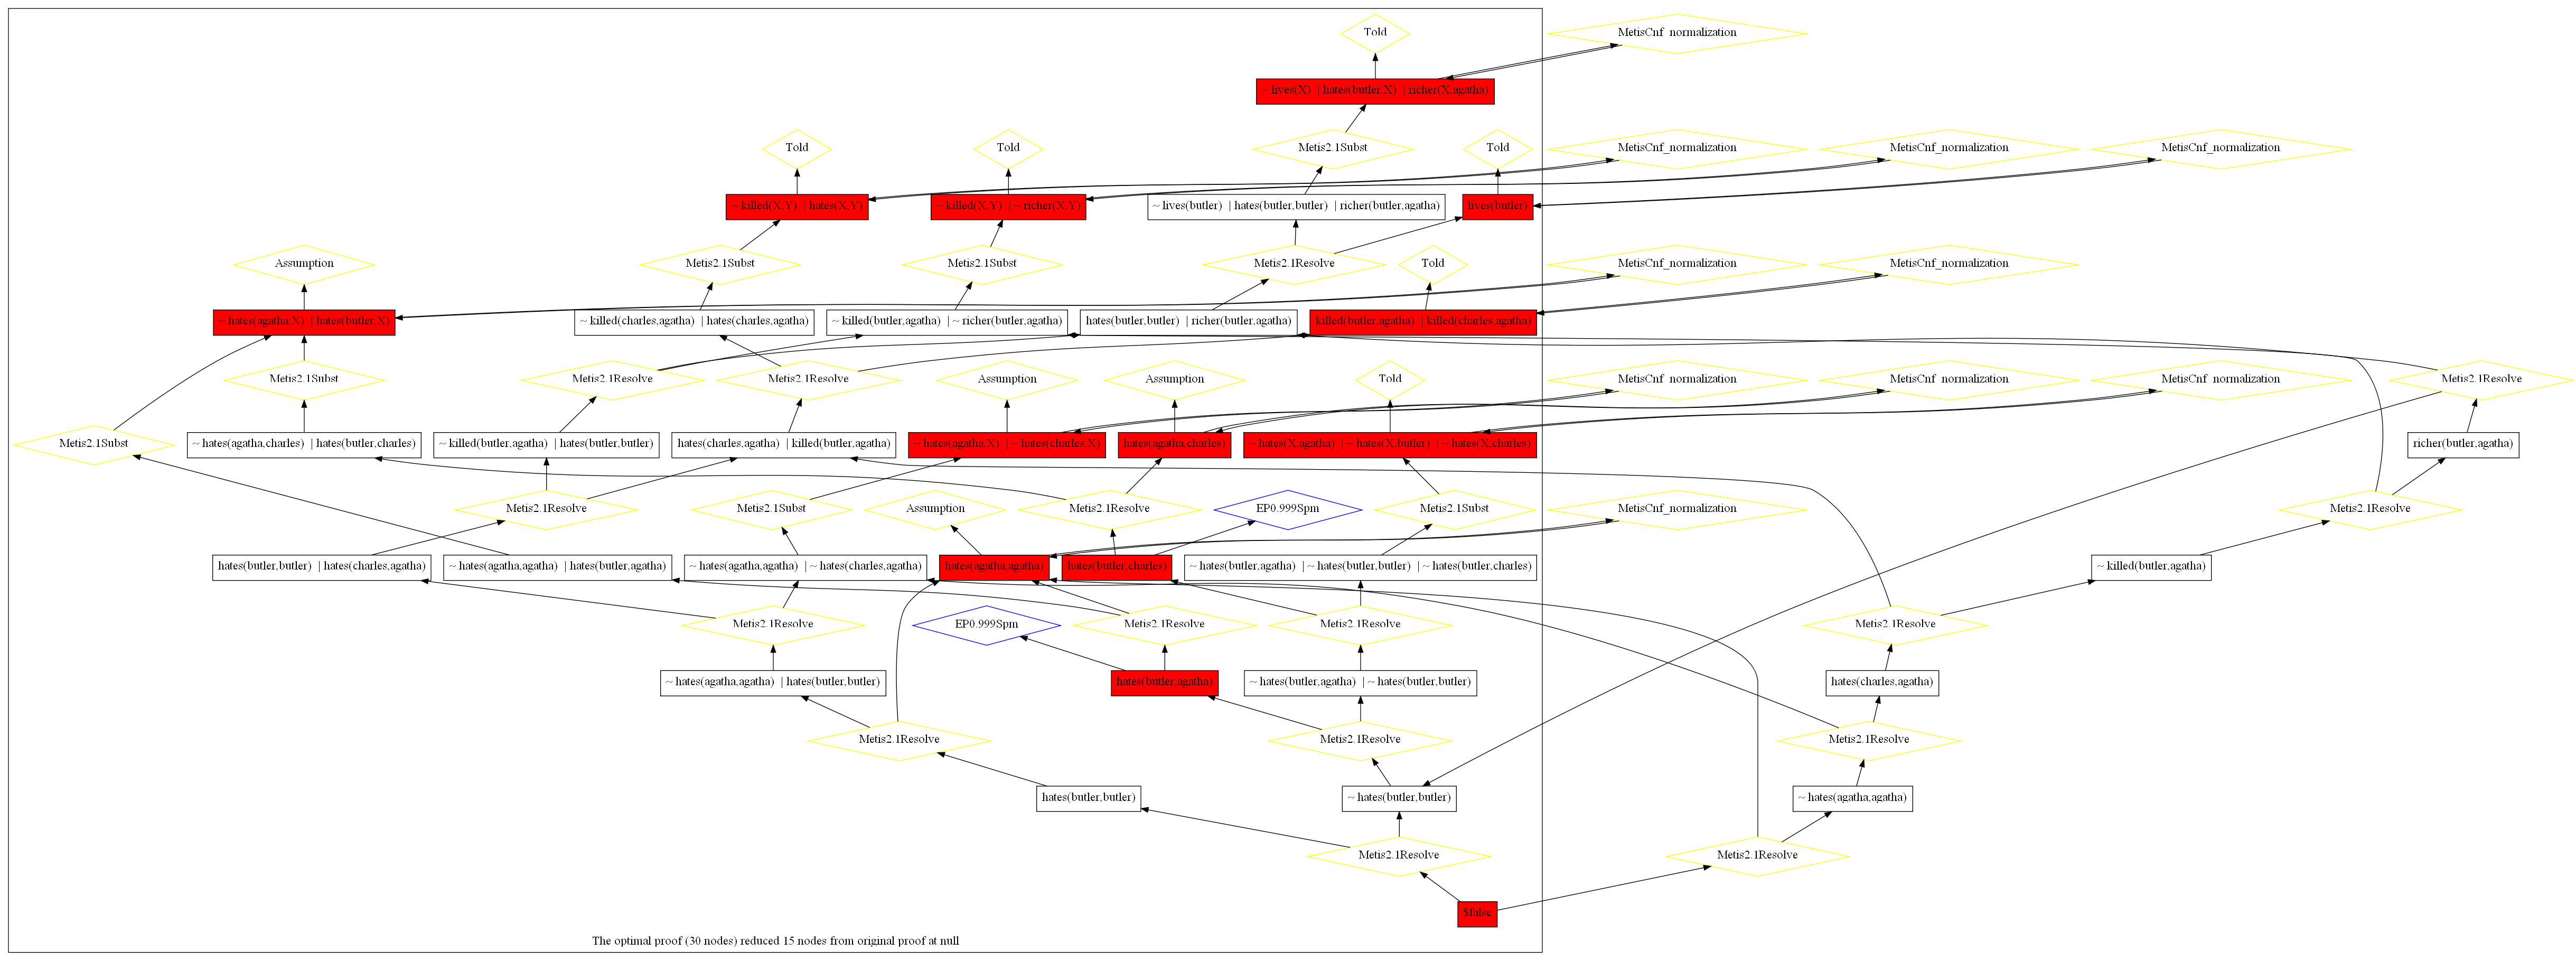 Told
MetisCnf_normalization
~ lives(X) | hates(butler,X) | richer(X,agatha)
Told
Told
Metis2.1Subst
Told
MetisCnf_normalization
MetisCnf_normalization
MetisCnf_normalization
~ killed(X,Y) | hates(X,Y)
~ killed(X,Y) | ~ richer(X,Y)
~ lives(butler) | hates(butler,butler) | richer(butler,agatha)
lives(butler)
Assumption
Metis2.1Subst
Metis2.1Subst
Metis2.1Resolve
Told
MetisCnf_normalization
MetisCnf_normalization
~ hates(agatha,X) | hates(butler,X)
~ killed(charles,agatha) | hates(charles,agatha)
~ killed(butler,agatha) | ~ richer(butler,agatha)
hates(butler,butler) | richer(butler,agatha)
killed(butler,agatha) | killed(charles,agatha)
Metis2.1Subst
Metis2.1Resolve
Metis2.1Resolve
Assumption
Assumption
Told
MetisCnf_normalization
MetisCnf_normalization
MetisCnf_normalization
Metis2.1Resolve
Metis2.1Subst
~ hates(agatha,charles) | hates(butler,charles)
~ killed(butler,agatha) | hates(butler,butler)
hates(charles,agatha) | killed(butler,agatha)
~ hates(agatha,X) | ~ hates(charles,X)
hates(agatha,charles)
~ hates(X,agatha) | ~ hates(X,butler) | ~ hates(X,charles)
richer(butler,agatha)
Metis2.1Resolve
Metis2.1Subst
Assumption
Metis2.1Resolve
EP0.999Spm
Metis2.1Subst
MetisCnf_normalization
Metis2.1Resolve
hates(butler,butler) | hates(charles,agatha)
~ hates(agatha,agatha) | hates(butler,agatha)
~ hates(agatha,agatha) | ~ hates(charles,agatha)
hates(agatha,agatha)
hates(butler,charles)
~ hates(butler,agatha) | ~ hates(butler,butler) | ~ hates(butler,charles)
~ killed(butler,agatha)
Metis2.1Resolve
EP0.999Spm
Metis2.1Resolve
Metis2.1Resolve
Metis2.1Resolve
~ hates(agatha,agatha) | hates(butler,butler)
hates(butler,agatha)
~ hates(butler,agatha) | ~ hates(butler,butler)
hates(charles,agatha)
Metis2.1Resolve
Metis2.1Resolve
Metis2.1Resolve
hates(butler,butler)
~ hates(butler,butler)
~ hates(agatha,agatha)
Metis2.1Resolve
Metis2.1Resolve
$false
The optimal proof (30 nodes) reduced 15 nodes from original proof at null